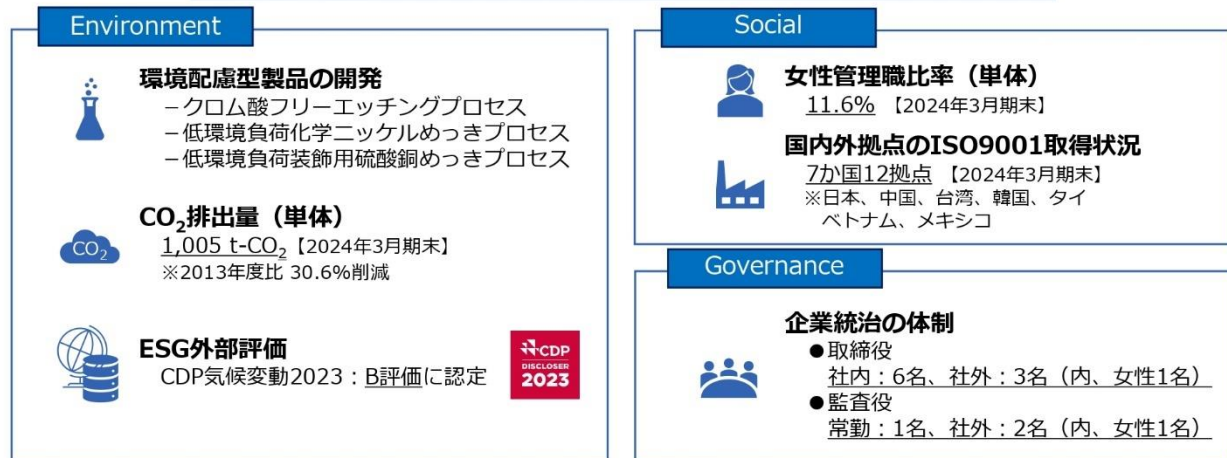 Environment
環境配慮型製品の開発
－クロム酸フリーエッチングプロセス
－低環境負荷化学ニッケルめっきプロセス
－低環境負荷装飾用硫酸銅めっきプロセス
CO₂
CO₂排出量（単体）
1,005 t-CO₂【2024年3月期末】
※2013年度比 30.6%削減
ESG外部評価
CDP気候変動2023：B評価に認定
CDP
DISCLOSER
2023
Social
女性管理職比率（単体）
11.6% 【2024年3月期末】
国内外拠点のISO9001取得状況
7か国12拠点 【2024年3月期末】
※日本、中国、台湾、韓国、タイ
ベトナム、メキシコ
Governance
企業統治の体制
●取締役
社内：6名、社外：3名（内、女性1名）
●監査役
常勤：1名、社外：2名（内、女性1名）